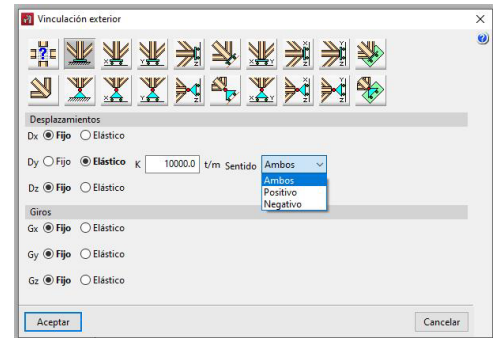 Vinculación exterior
Desplazamientos
Dx Fijo Elástico
Dy Fijo Elástico K 10000.0 t/m Sentido Ambos
Ambos
Positivo
Negativo
Dz Fijo Elástico
Giros
Gx Fijo Elástico
Gy Fijo Elástico
Gz Fijo Elástico
Aceptar Cancelar